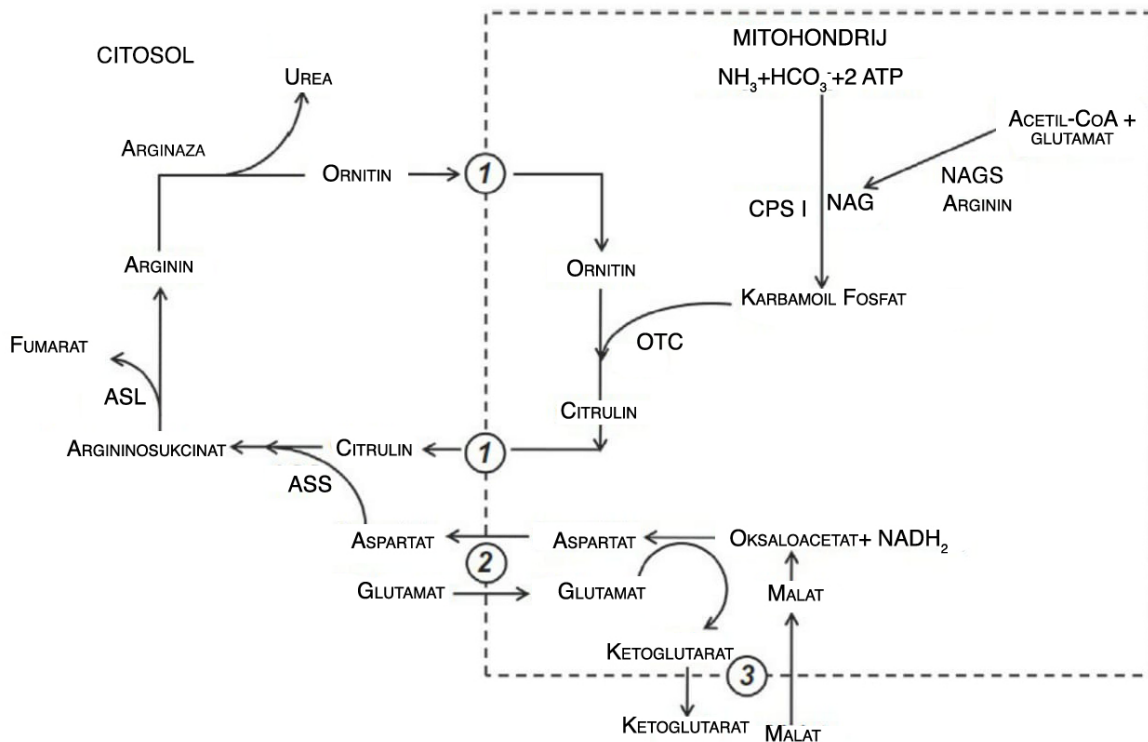 CITOSOL
MITOHONDRIJ
NH3+HCO3-+2 ATP
UREA
ACETIL-COA +
GLUTAMAT
ARGINAZA
ORNITIN
1
NAGS
ARGININ
CPS I
NAG
ARGININ
ORNITIN
KARBAMOIL FOSFAT
FUMARAT
OTC
ASL
CITRULIN
ARGININOSUKCINAT
CITRULIN
1
ASS
ASPARTAT
ASPARTAT
OKSALOACETAT+ NADH2
2
GLUTAMAT
GLUTAMAT
MALAT
KETOGLUTARAT
3
KETOGLUTARAT
MALAT